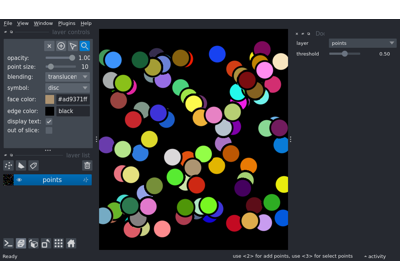 File View Window Plugins Help
layer controls
opacity: 1.00
point size: 10
blending: translucen
symbol: disc
face color: #ad9371ff
edge color: black
display text:
out of slice:
layer list
points
Do
layer points
threshold 0.50
Ready
use <2> for add points, use <3> for select points
activity